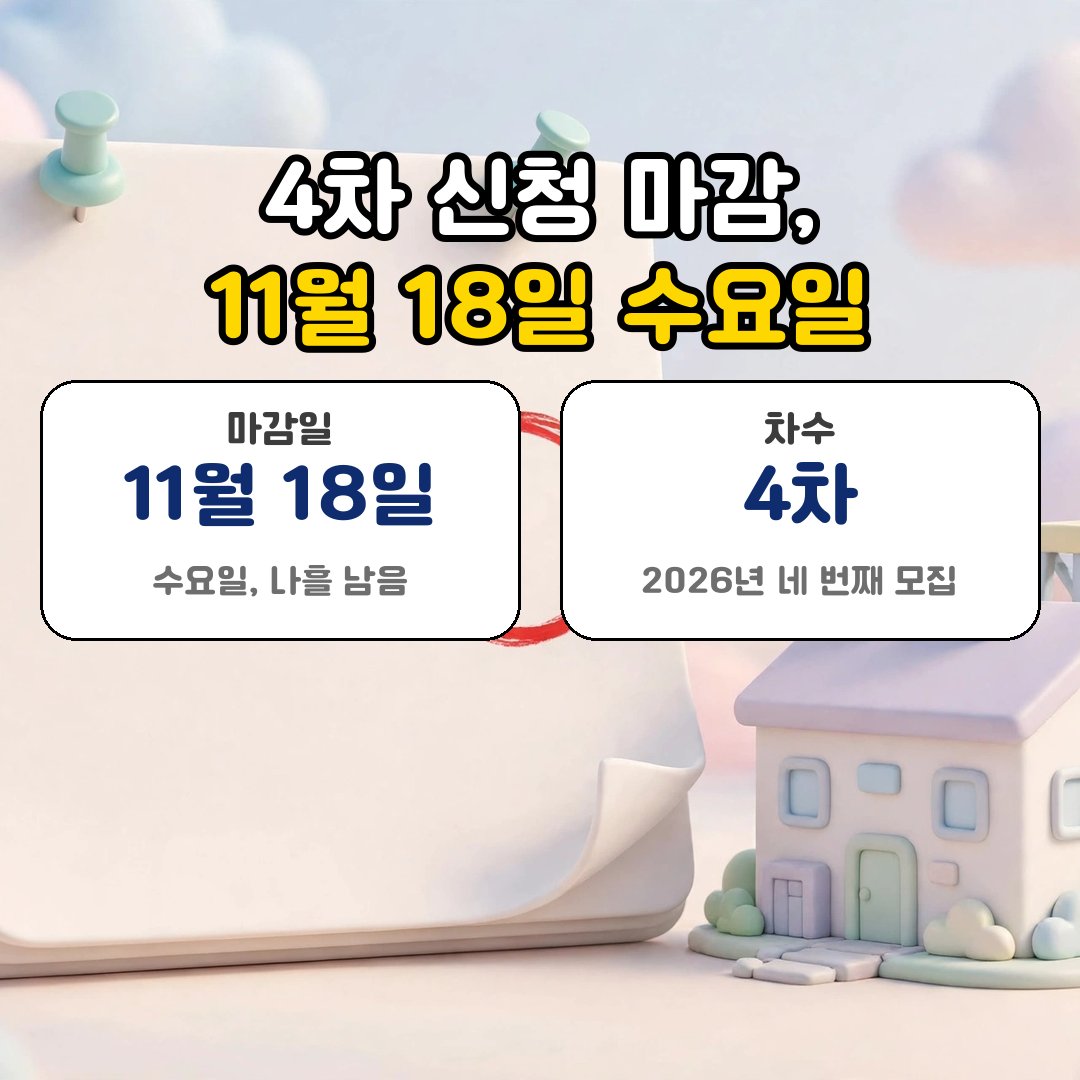 4차 신청 마감,
11월 18일 수요일
마감일
11월 18일
수요일, 나흘 남음
차수
4차
2026년 네 번째 모집